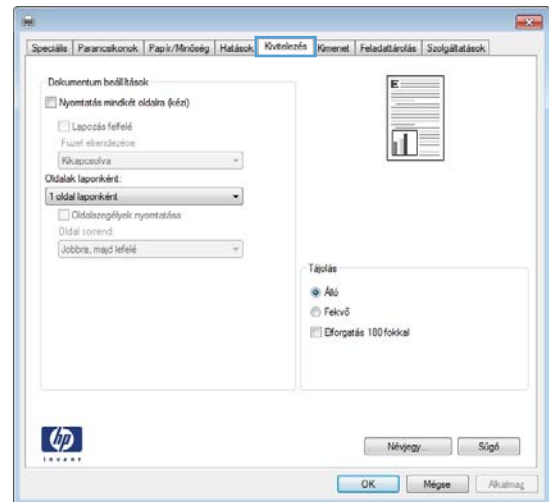 Speciális Parancsikonok Papír/Minőség Hatások Kivitelezés Kimenet Feladattárolás Szolgáltatások
Dokumentum beállítások
Nyomtatás mindkét oldalra (kézi)
Lapozás felfelé
Füzet elrendezése:
Kikapcsolva
Oldalak laponként:
1 oldal laponként
Oldalszegélyek nyomtatása
Oldal sorrend:
Jobbra, majd lefelé
E
Tájolás
Álló
Fekvő
Elforgatás 180 fokkal
hp
invent
Névjegy...
Súgó
OK
Mégse
Alkalmaz